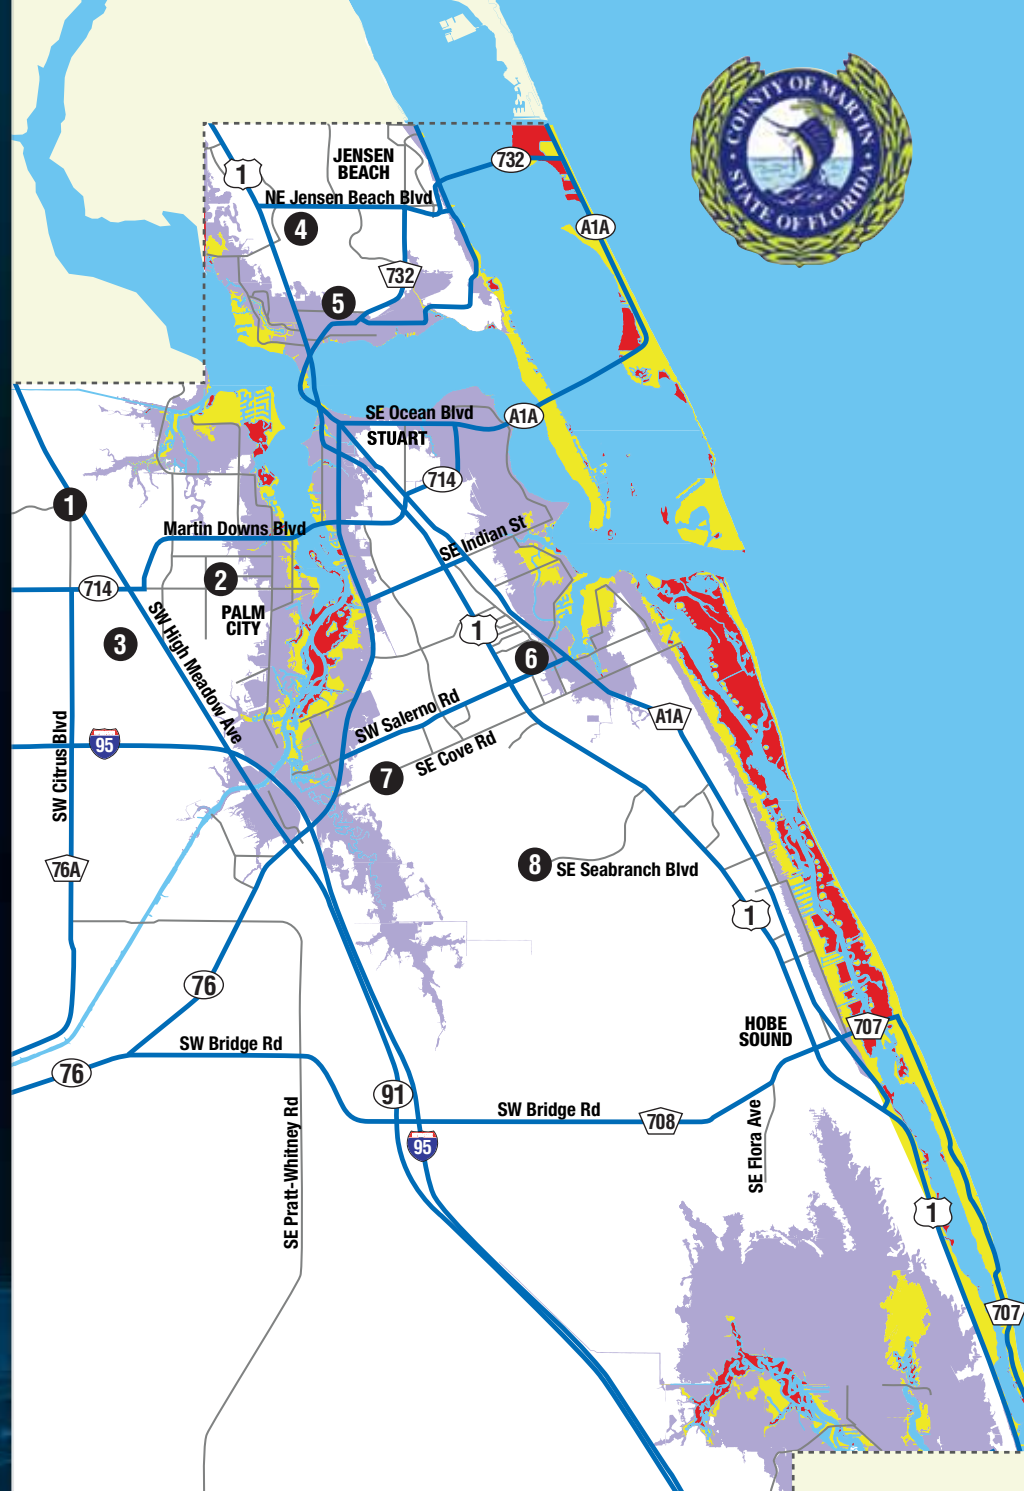 COUNTY OF MARTIN
STATE OF FLORIDA
JENSEN
BEACH
732
1
NE Jensen Beach Blvd
4
A1A
732
5
SE Ocean Blvd
A1A
STUART
714
1
Martin Downs Blvd
SE Indian St
2
714
PALM
CITY
SW High Meadow Ave
1
3
6
SW Salerno Rd
A1A
SW Citrus Blvd
95
SE Cove Rd
7
76A
8
SE Seabranch Blvd
1
76
HOBE
SOUND
707
SW Bridge Rd
76
91
SE Pratt-Whitney Rd
SW Bridge Rd
708
SE Flora Ave
95
1
707